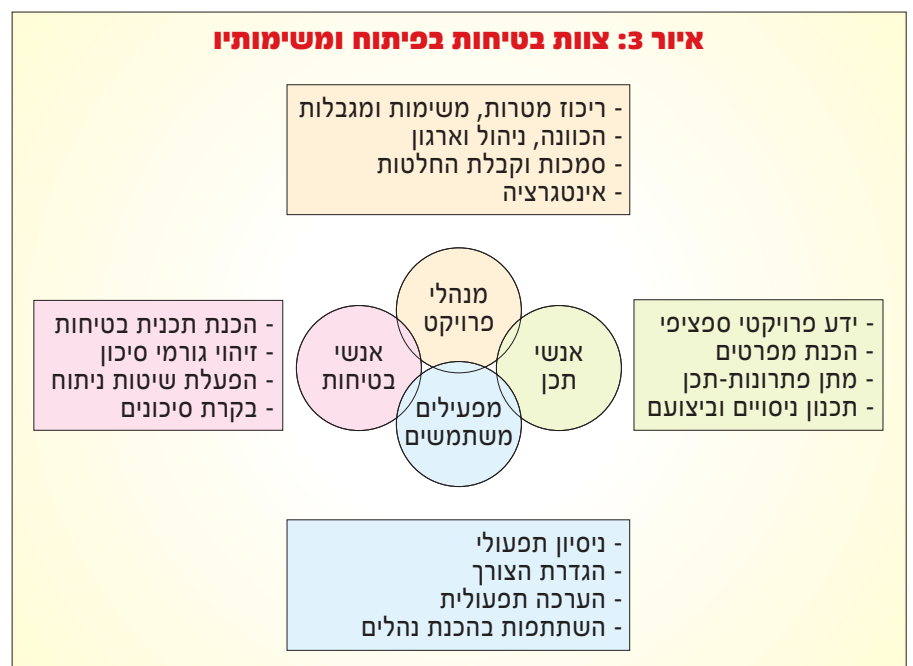 איור 3: צוות בטיחות בפיתוח ומשימותיו
- ריכוז מטרות, משימות ומגבלות
- הכוונה, ניהול וארגון
- סמכות וקבלת החלטות
- אינטגרציה
מנהלי
פרויקט
- ידע פרויקטי ספציפי
- הכנת מפרטים
- מתן פתרונות-תכן
- תכנון ניסויים וביצועם
אנשי
תכן
אנשי
בטיחות
- הכנת תכנית בטיחות
- זיהוי גורמי סיכון
- הפעלת שיטות ניתוח
- בקרת סיכונים
מפעילים
משתמשים
- ניסיון תפעולי
- הגדרת הצורך
- הערכה תפעולית
- השתתפות בהכנת נהלים